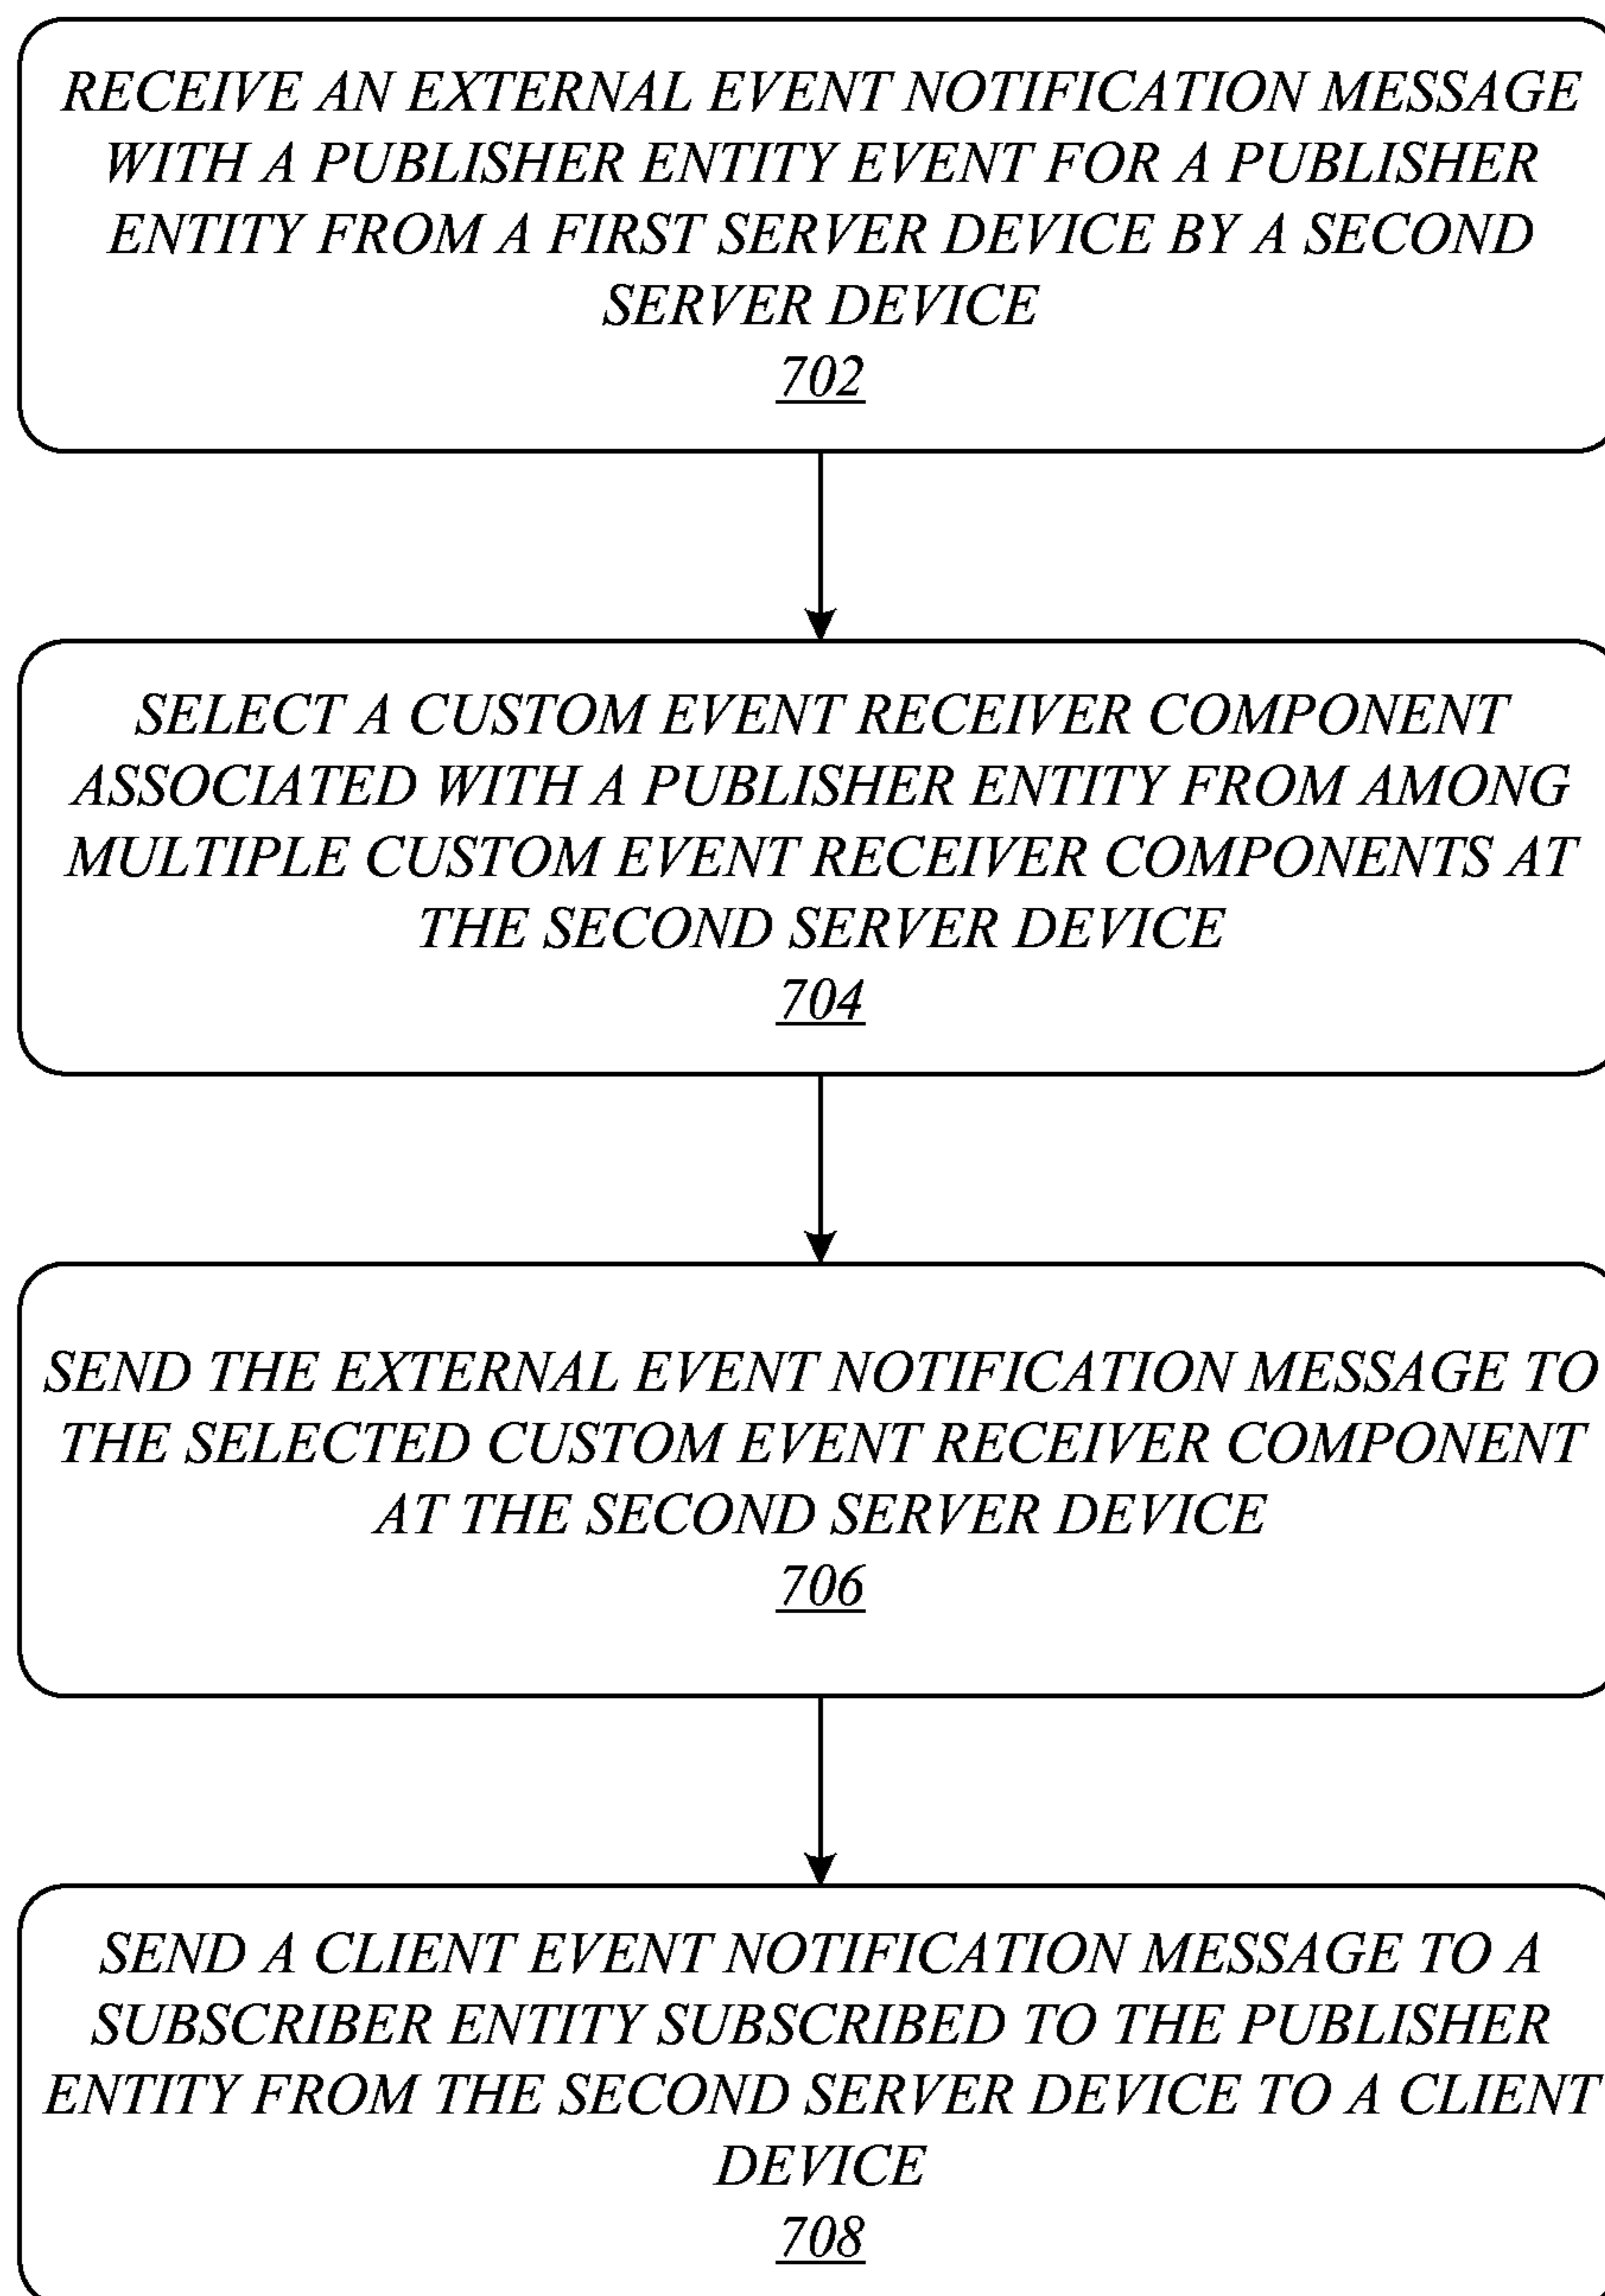 RECEIVE AN EXTERNAL EVENT NOTIFICATION MESSAGE
WITH A PUBLISHER ENTITY EVENT FOR A PUBLISHER
ENTITY FROM A FIRST SERVER DEVICE BY A SECOND
SERVER DEVICE
702
SELECT A CUSTOM EVENT RECEIVER COMPONENT
ASSOCIATED WITH A PUBLISHER ENTITY FROM AMONG
MULTIPLE CUSTOM EVENT RECEIVER COMPONENTS AT
THE SECOND SERVER DEVICE
704
SEND THE EXTERNAL EVENT NOTIFICATION MESSAGE TO
THE SELECTED CUSTOM EVENT RECEIVER COMPONENT
AT THE SECOND SERVER DEVICE
706
SEND A CLIENT EVENT NOTIFICATION MESSAGE TO A
SUBSCRIBER ENTITY SUBSCRIBED TO THE PUBLISHER
ENTITY FROM THE SECOND SERVER DEVICE TO A CLIENT
DEVICE
708